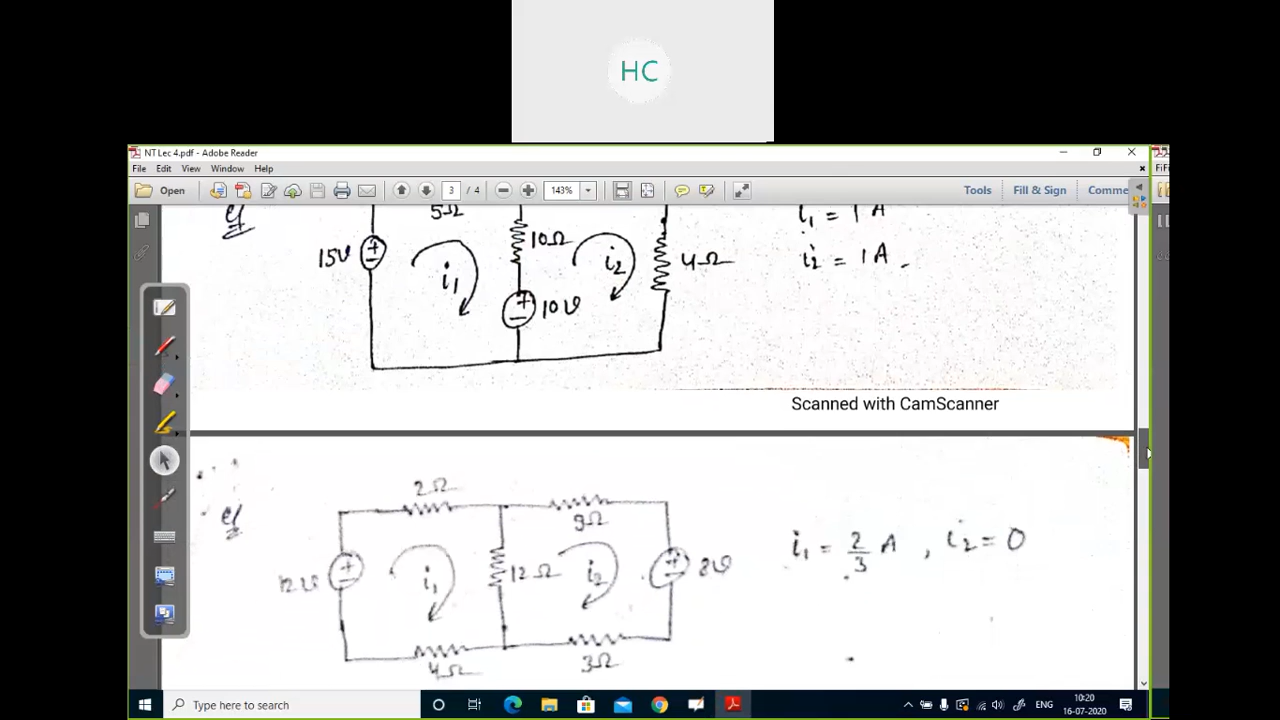 HC
NT Lec 4.pdf - Adobe Reader
File Edit View Window Help
Open 3 / 4 143% Tools Fill & Sign Comme
5Ω
i₁ = 1 A
15V i₁ 10Ω i₂ 4Ω i₂ = 1 A
10V
Scanned with CamScanner
2Ω
9Ω
12V i₁ 12Ω i₂ 8V i₁ = 2/3 A , i₂ = 0
4Ω 3Ω
Type here to search
ENG 10:20
16-07-2020